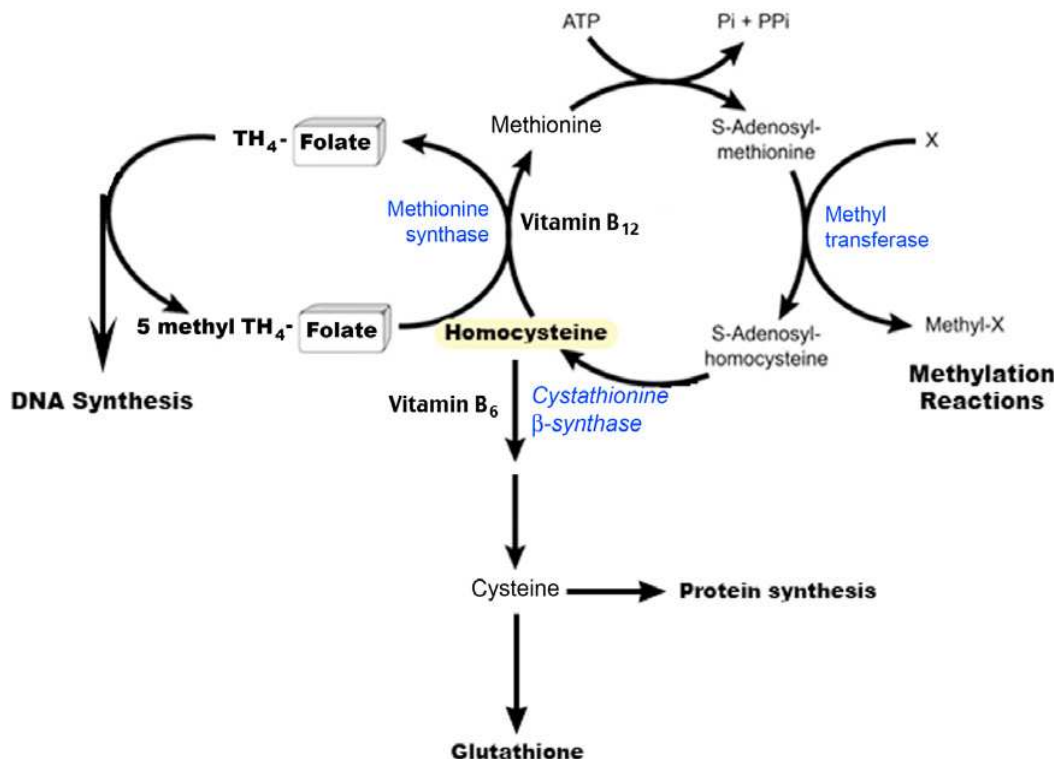 ATP
Pi + PPi
Methionine
S-Adenosyl-
methionine
X
TH₄- Folate
Methionine
synthase
Vitamin B₁₂
Methyl
transferase
5 methyl TH₄- Folate
Homocysteine
S-Adenosyl-
homocysteine
Methyl-X
DNA Synthesis
Vitamin B₆
Cystathionine
β-synthase
Methylation
Reactions
Cysteine
Protein synthesis
Glutathione